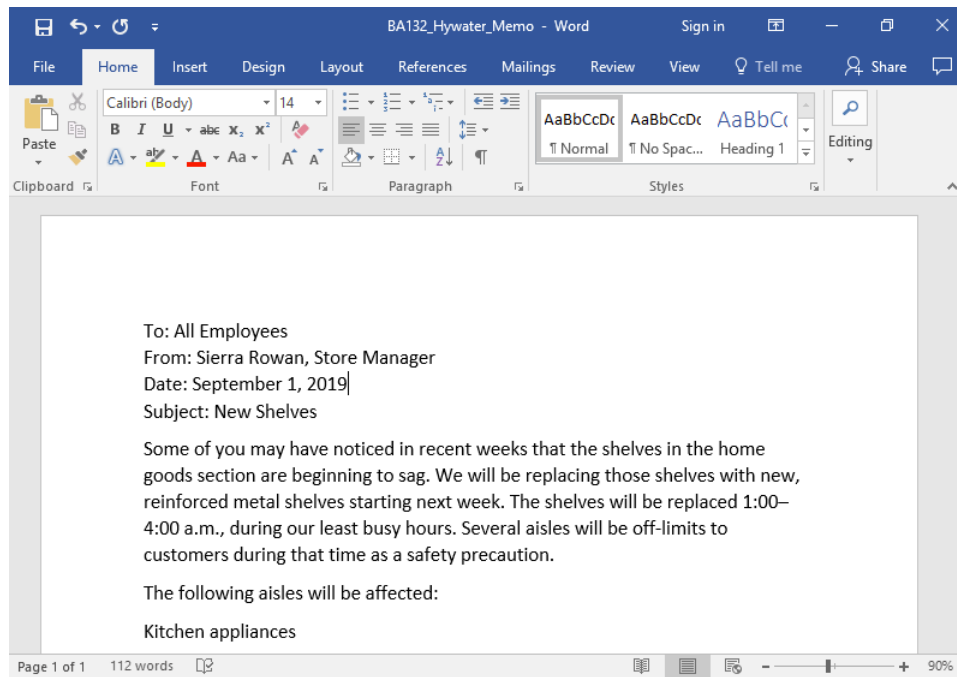 BA132_Hywater_Memo - Word Sign in
File Home Insert Design Layout References Mailings Review View Tell me Share
Calibri (Body) 14
Paste
B I U abc X₂ X²
A aby A Aa A A
AaBbCcDc AaBbCcDc AaBbCc
¶ Normal ¶ No Spac... Heading 1
Editing
Clipboard Font Paragraph Styles
To: All Employees
From: Sierra Rowan, Store Manager
Date: September 1, 2019
Subject: New Shelves
Some of you may have noticed in recent weeks that the shelves in the home
goods section are beginning to sag. We will be replacing those shelves with new,
reinforced metal shelves starting next week. The shelves will be replaced 1:00–
4:00 a.m., during our least busy hours. Several aisles will be off-limits to
customers during that time as a safety precaution.
The following aisles will be affected:
Kitchen appliances
Page 1 of 1 112 words 90%